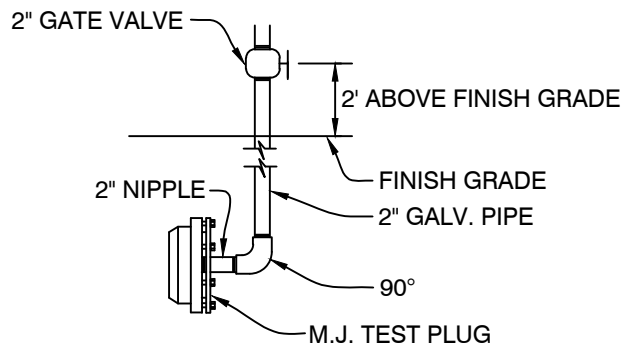 2" GATE VALVE
2' ABOVE FINISH GRADE
FINISH GRADE
2" NIPPLE
2" GALV. PIPE
90°
M.J. TEST PLUG